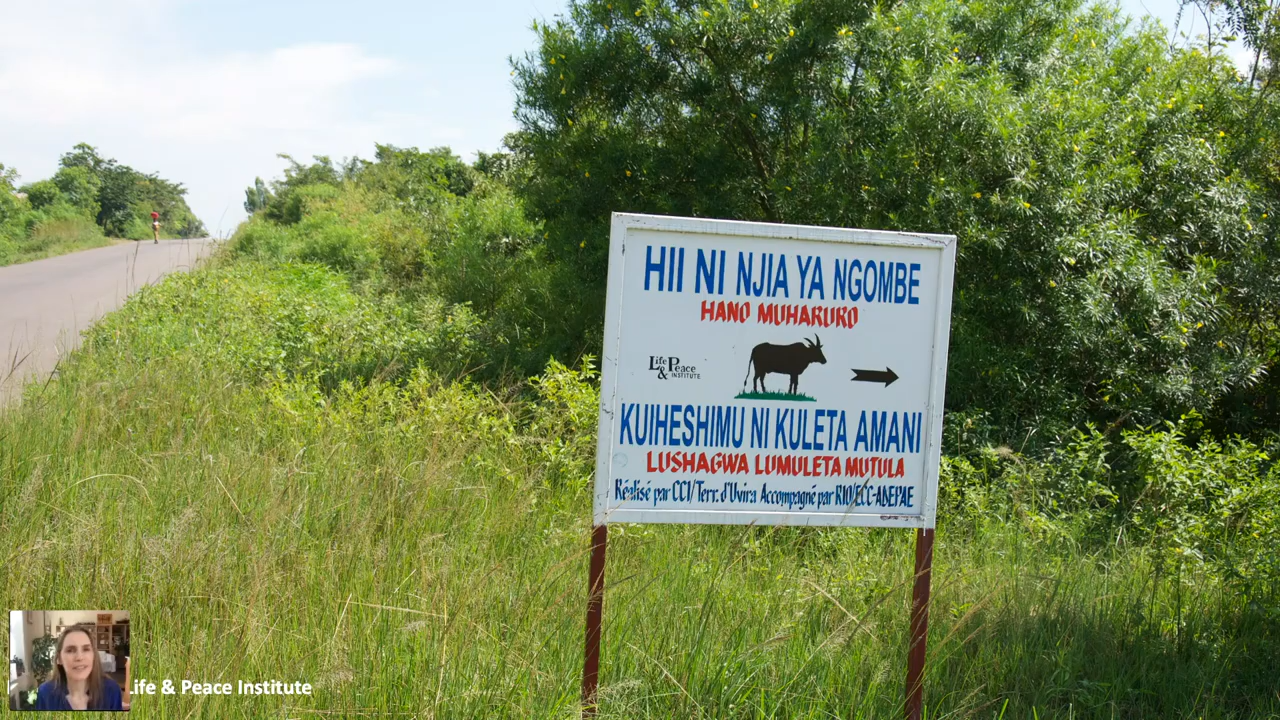 HII NI NJIA YA NGOMBE
HANO MUHARURO
Life
& Peace
INSTITUTE
KUIHESHIMU NI KULETA AMANI
LUSHAGWA LUMULETA MUTULA
Réalisé par CCI/Terr. d'Uvira Accompagné par RIO/ECC-ADEPAE
Life & Peace Institute